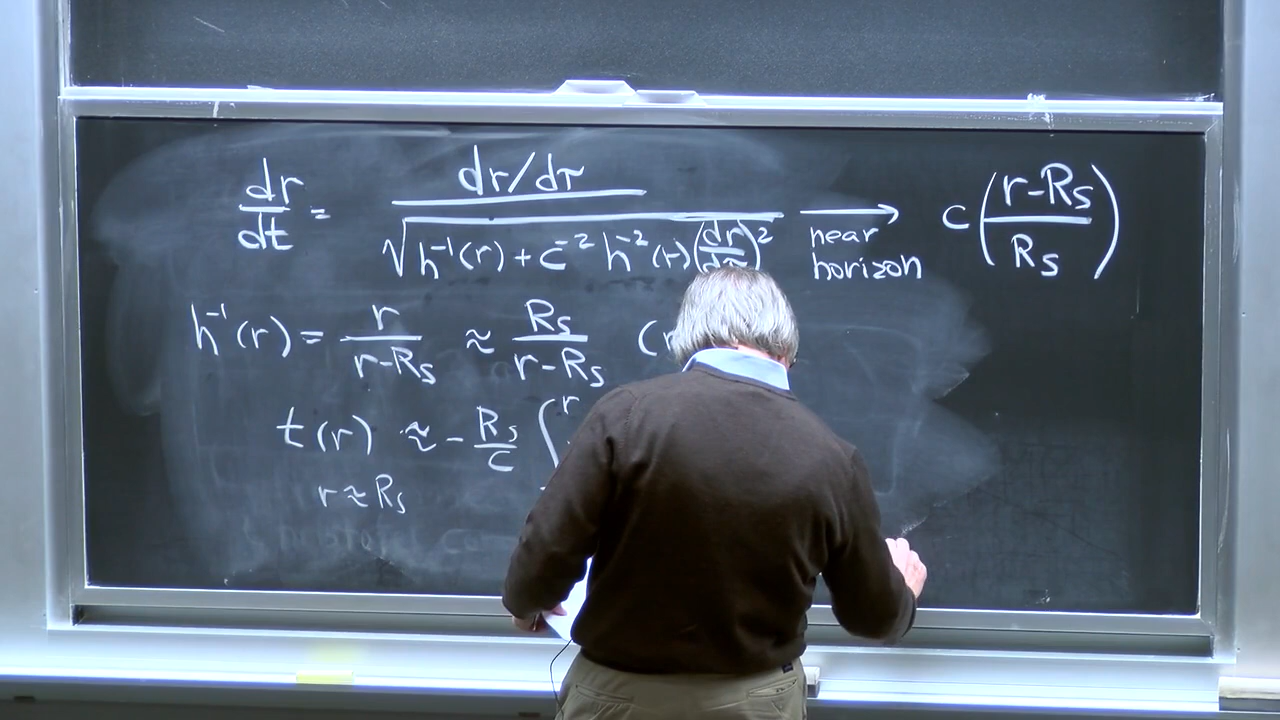 dr/dt = (dr/dτ)/√(h⁻¹(r) + c⁻² h⁻²(r)(dr/dτ)²) → near horizon c((r-Rs)/Rs)
h⁻¹(r) = r/(r-Rs) ≈ Rs/(r-Rs) (r
t(r) ≈ - Rs/c ∫^r
r ≈ Rs